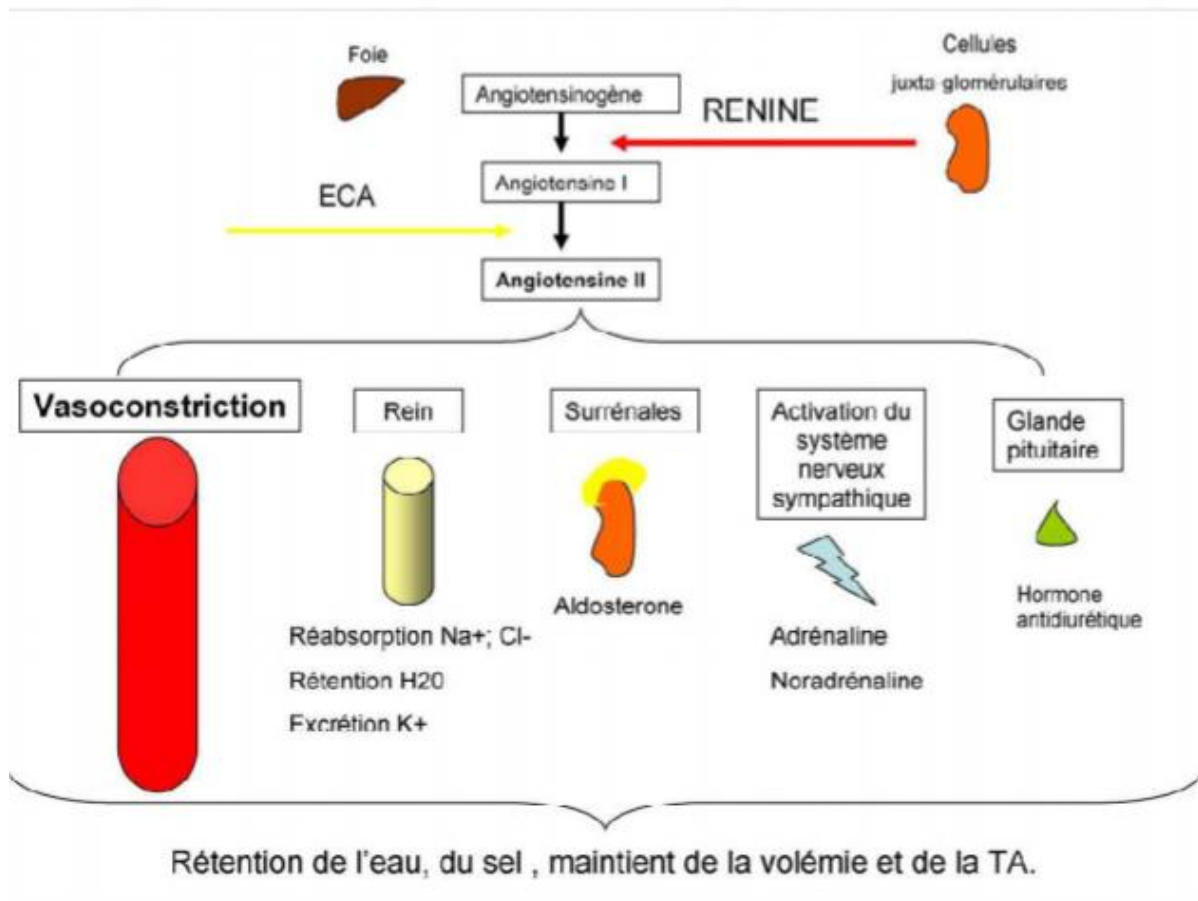 Foie
Cellules
juxta glomérulaires
Angiotensinogène
RENINE
Angiotensine I
ECA
Angiotensine II
Vasoconstriction
Rein
Surrénales
Activation du
système
nerveux
sympathique
Glande
pituitaire
Aldosterone
Hormone
antidiurétique
Réabsorption Na+; Cl-
Rétention H20
Excrétion K+
Adrénaline
Noradrénaline
Rétention de l'eau, du sel , maintient de la volémie et de la TA.